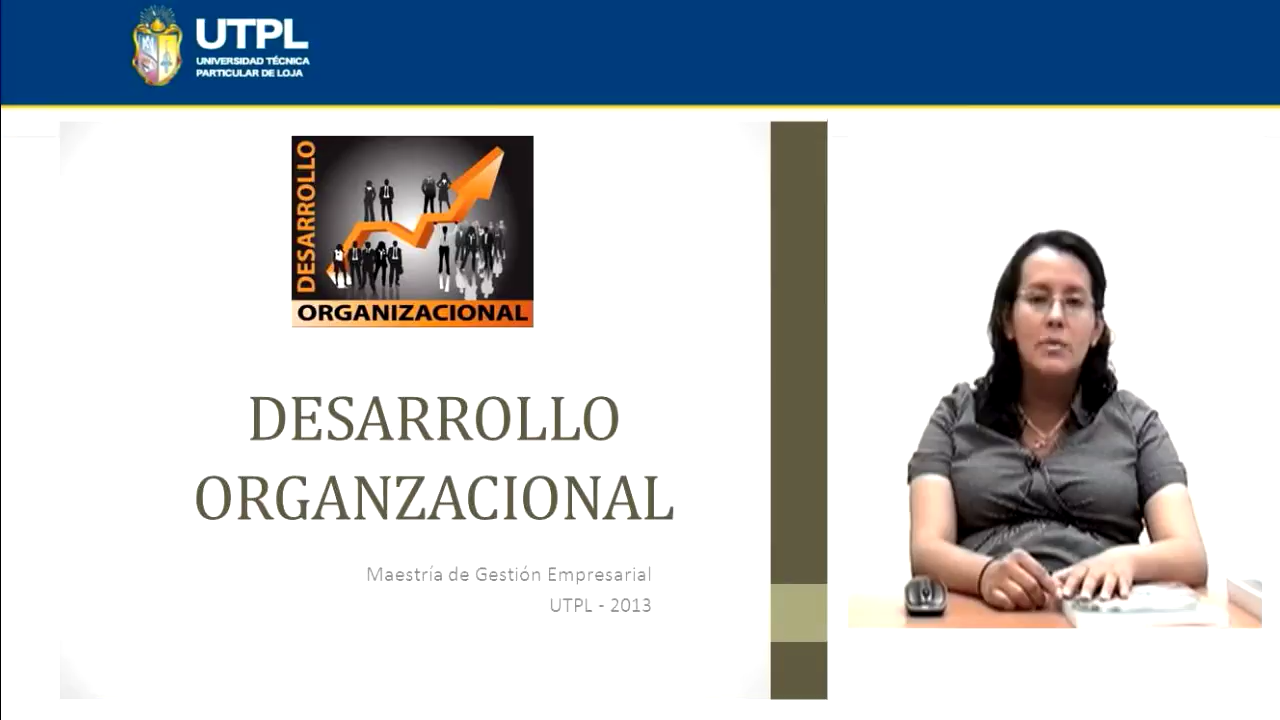 UTPL
UNIVERSIDAD TÉCNICA
PARTICULAR DE LOJA
DESARROLLO
ORGANIZACIONAL
DESARROLLO
ORGANZACIONAL
Maestría de Gestión Empresarial
UTPL - 2013